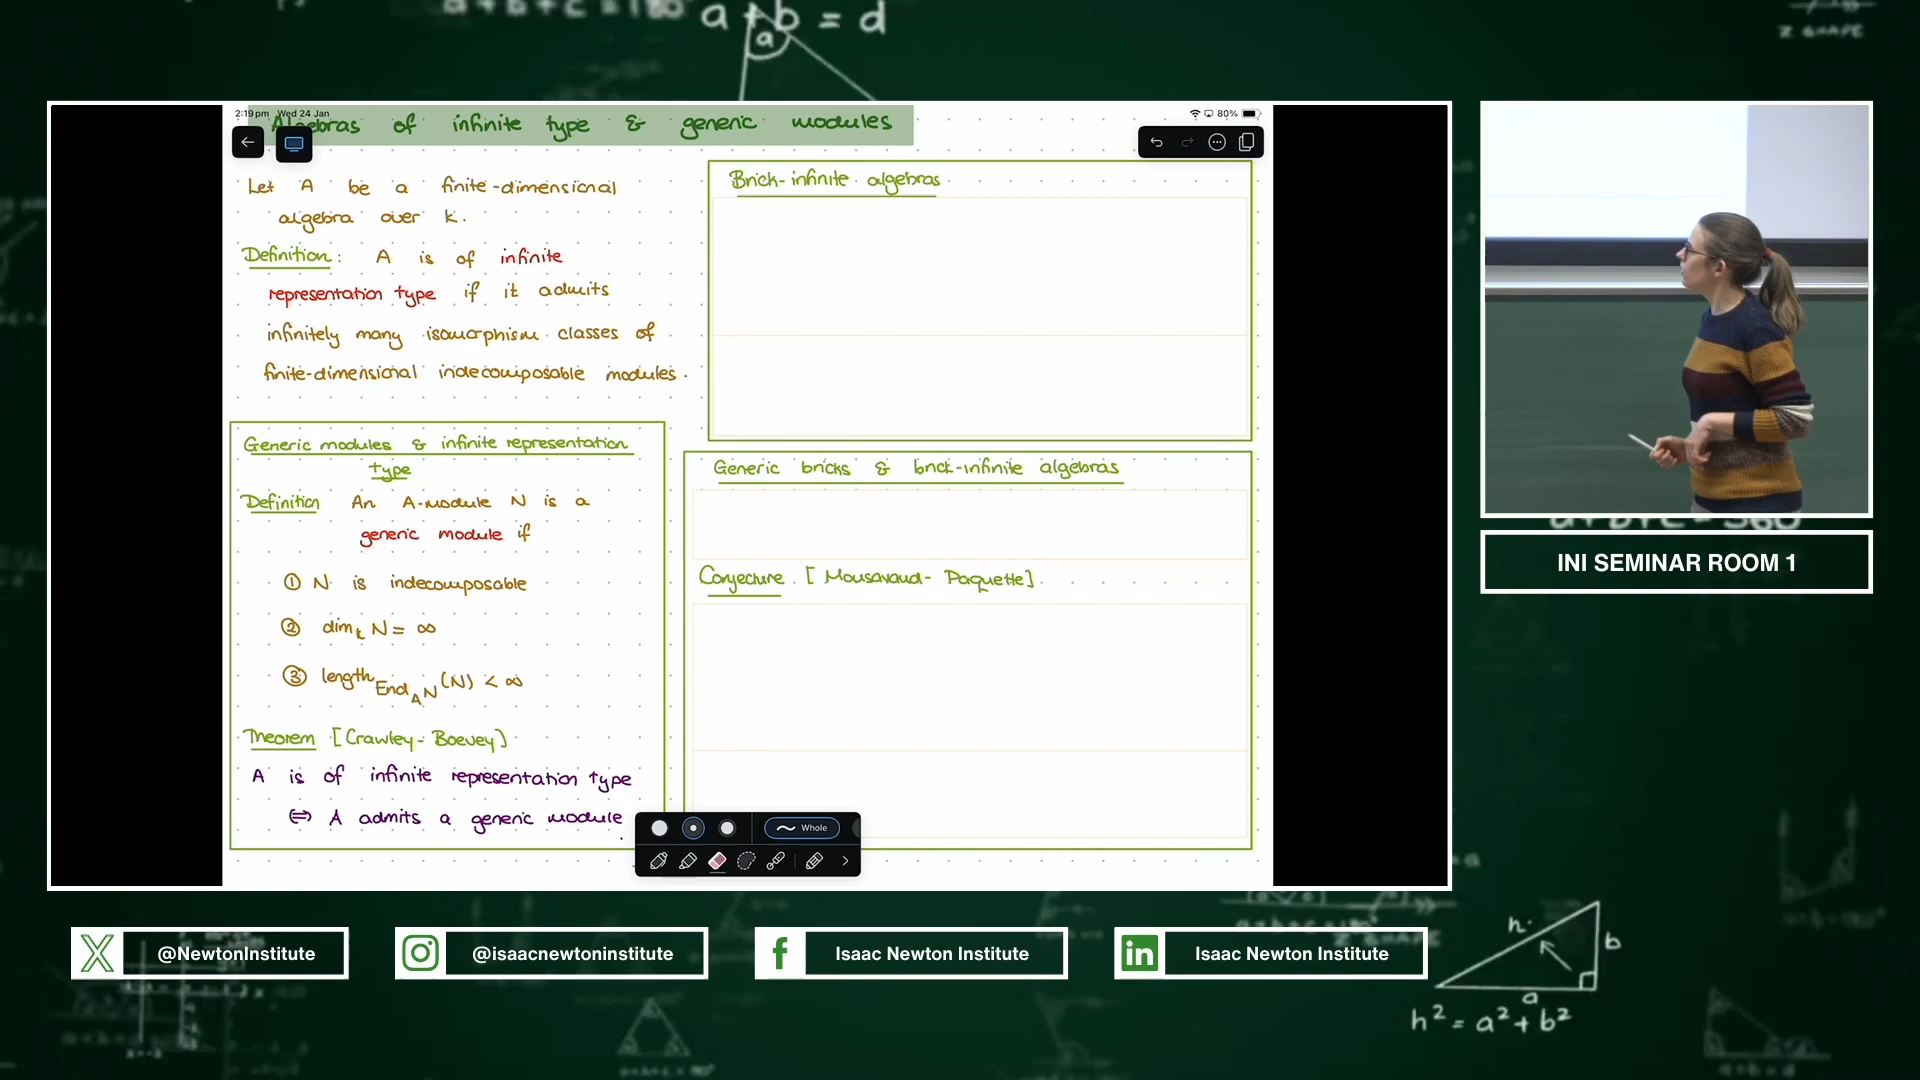 a + b + c = 180°
a + b = d
a
Z SHAPE
2:19 pm Wed 24 Jan
80%
Algebras of infinite type & generic modules
Let A be a finite-dimensional
algebra over k.
Definition: A is of infinite
representation type if it admits
infinitely many isomorphism classes of
finite-dimensional indecomposable modules.
Generic modules & infinite representation
type
Definition An A-module N is a
generic module if
① N is indecomposable
② dim_k N = ∞
③ length_{End_A N} (N) < ∞
Theorem [Crawley-Boevey]
A is of infinite representation type
⇔ A admits a generic module
Brick-infinite algebras
Generic bricks & brick-infinite algebras
Conjecture [Mousavand-Paquette]
Whole
INI SEMINAR ROOM 1
@NewtonInstitute
@isaacnewtoninstitute
Isaac Newton Institute
Isaac Newton Institute
h
b
a
h² = a² + b²